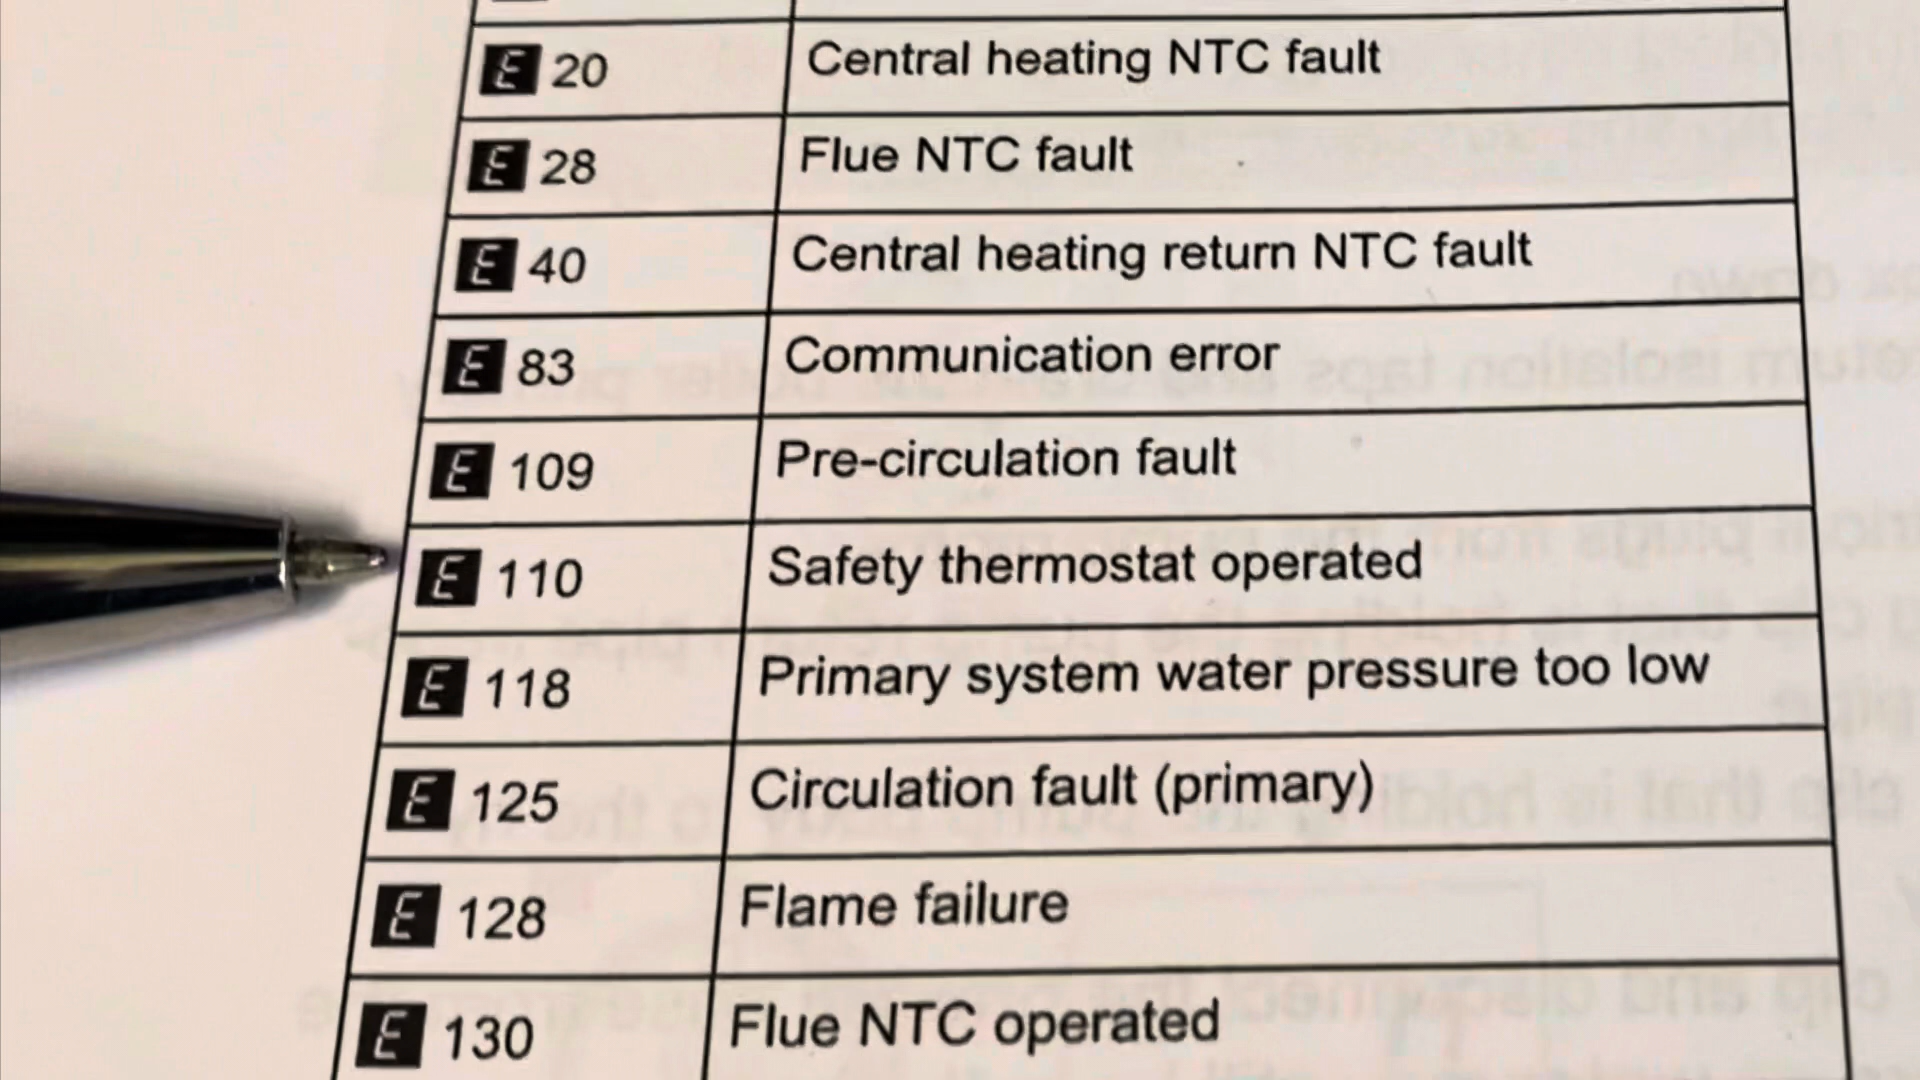 E 20 Central heating NTC fault
E 28 Flue NTC fault
E 40 Central heating return NTC fault
E 83 Communication error
E 109 Pre-circulation fault
E 110 Safety thermostat operated
E 118 Primary system water pressure too low
E 125 Circulation fault (primary)
E 128 Flame failure
E 130 Flue NTC operated